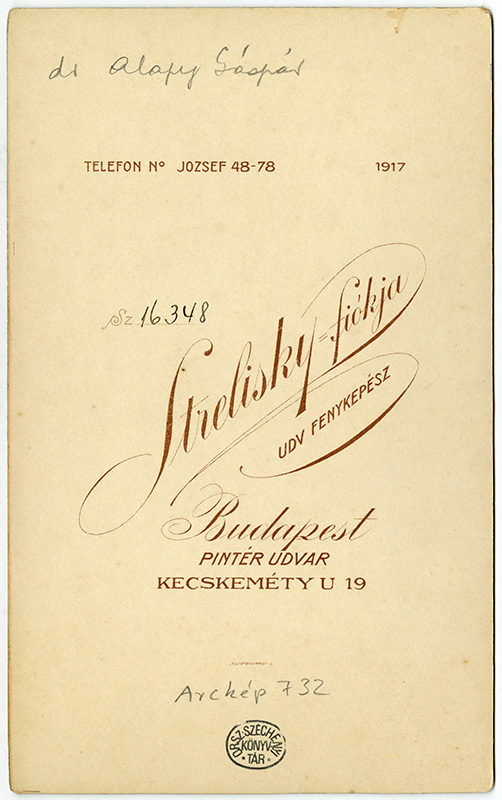 dr Alapy Gáspár
TELEFON Nº JOZSEF 48-78 1917
Sz 16348
Strelisky=fiókja
UDV FENYKEPÉSZ
Budapest
PINTÉR UDVAR
KECSKEMÉTY U 19
Arckép 732
ORSZ. SZÉCHÉNYI
KÖNYV
TÁR